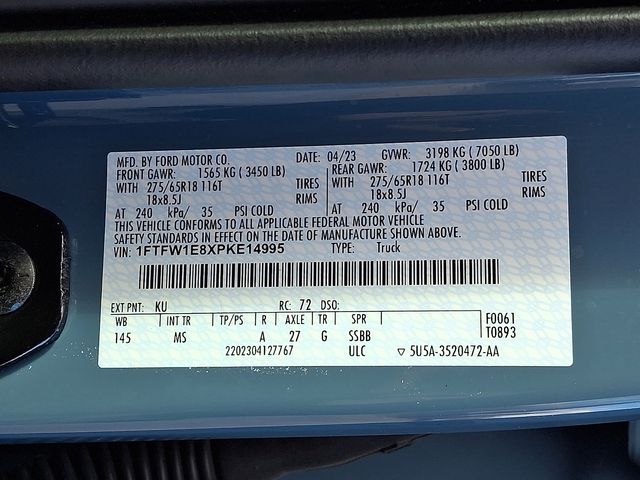 MFD. BY FORD MOTOR CO. DATE: 04/23 GVWR: 3198 KG ( 7050 LB)
FRONT GAWR: 1565 KG ( 3450 LB) REAR GAWR: 1724 KG ( 3800 LB)
WITH 275/65R18 116T TIRES WITH 275/65R18 116T TIRES
18x8.5J RIMS 18x8.5J RIMS
AT 240 kPa/ 35 PSI COLD AT 240 kPa/ 35 PSI COLD
THIS VEHICLE CONFORMS TO ALL APPLICABLE FEDERAL MOTOR VEHICLE
SAFETY STANDARDS IN EFFECT ON THE DATE OF MANUFACTURE SHOWN ABOVE.
VIN: 1FTFW1E8XPKE14995 TYPE: Truck
EXT PNT: KU RC: 72 DSO:
WB INT TR TP/PS R AXLE TR SPR F0061
145 MS A 27 G SSBB T0893
2202304127767 ULC ▽ 5U5A-3520472-AA